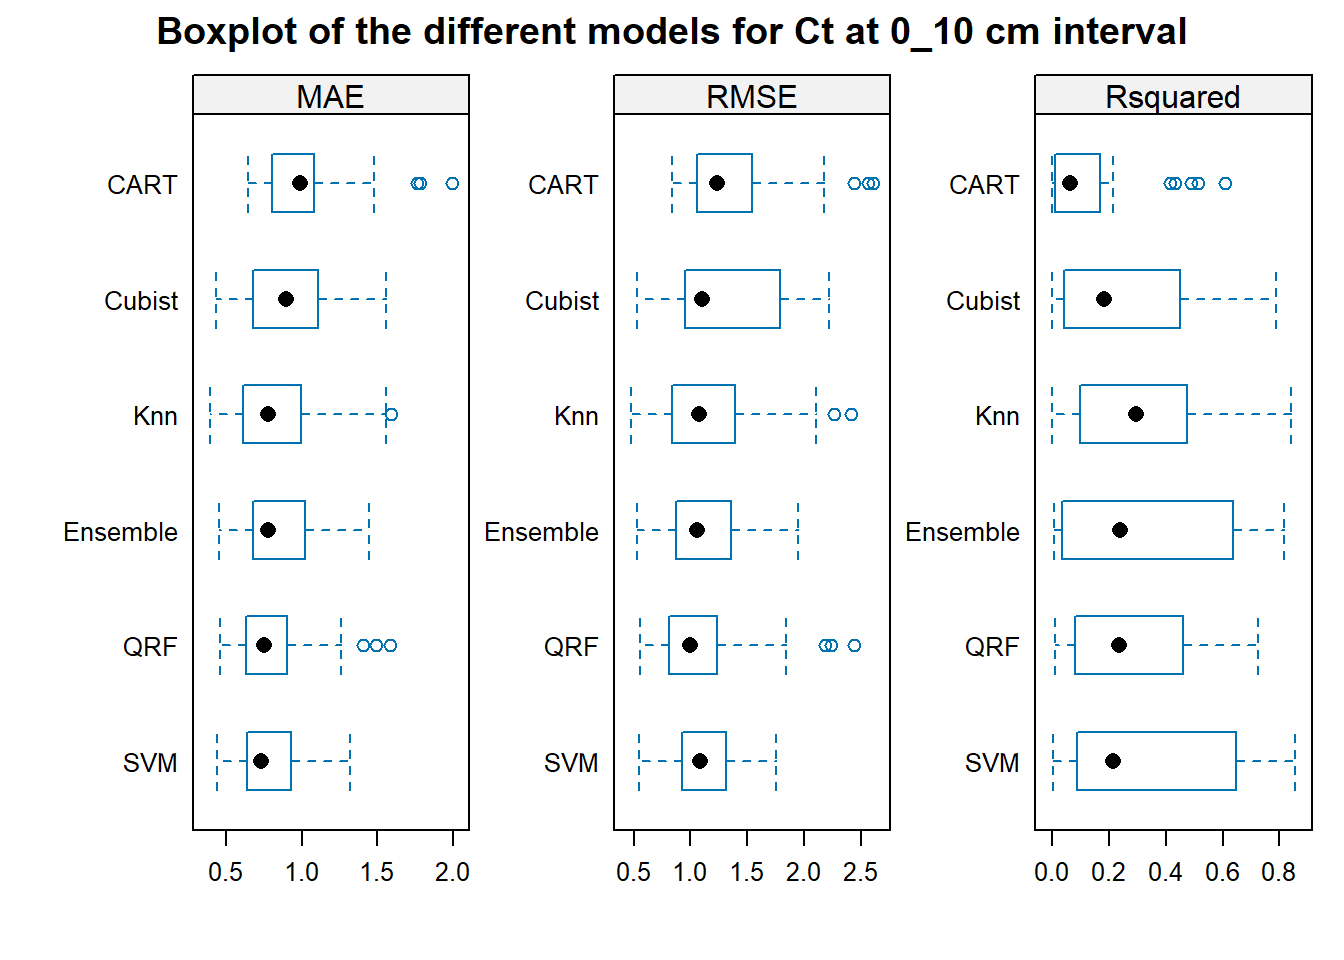 Boxplot of the different models for Ct at 0_10 cm interval
MAE RMSE Rsquared
CART CART CART
Cubist Cubist Cubist
Knn Knn Knn
Ensemble Ensemble Ensemble
QRF QRF QRF
SVM SVM SVM
0.5 1.0 1.5 2.0 0.5 1.0 1.5 2.0 2.5 0.0 0.2 0.4 0.6 0.8